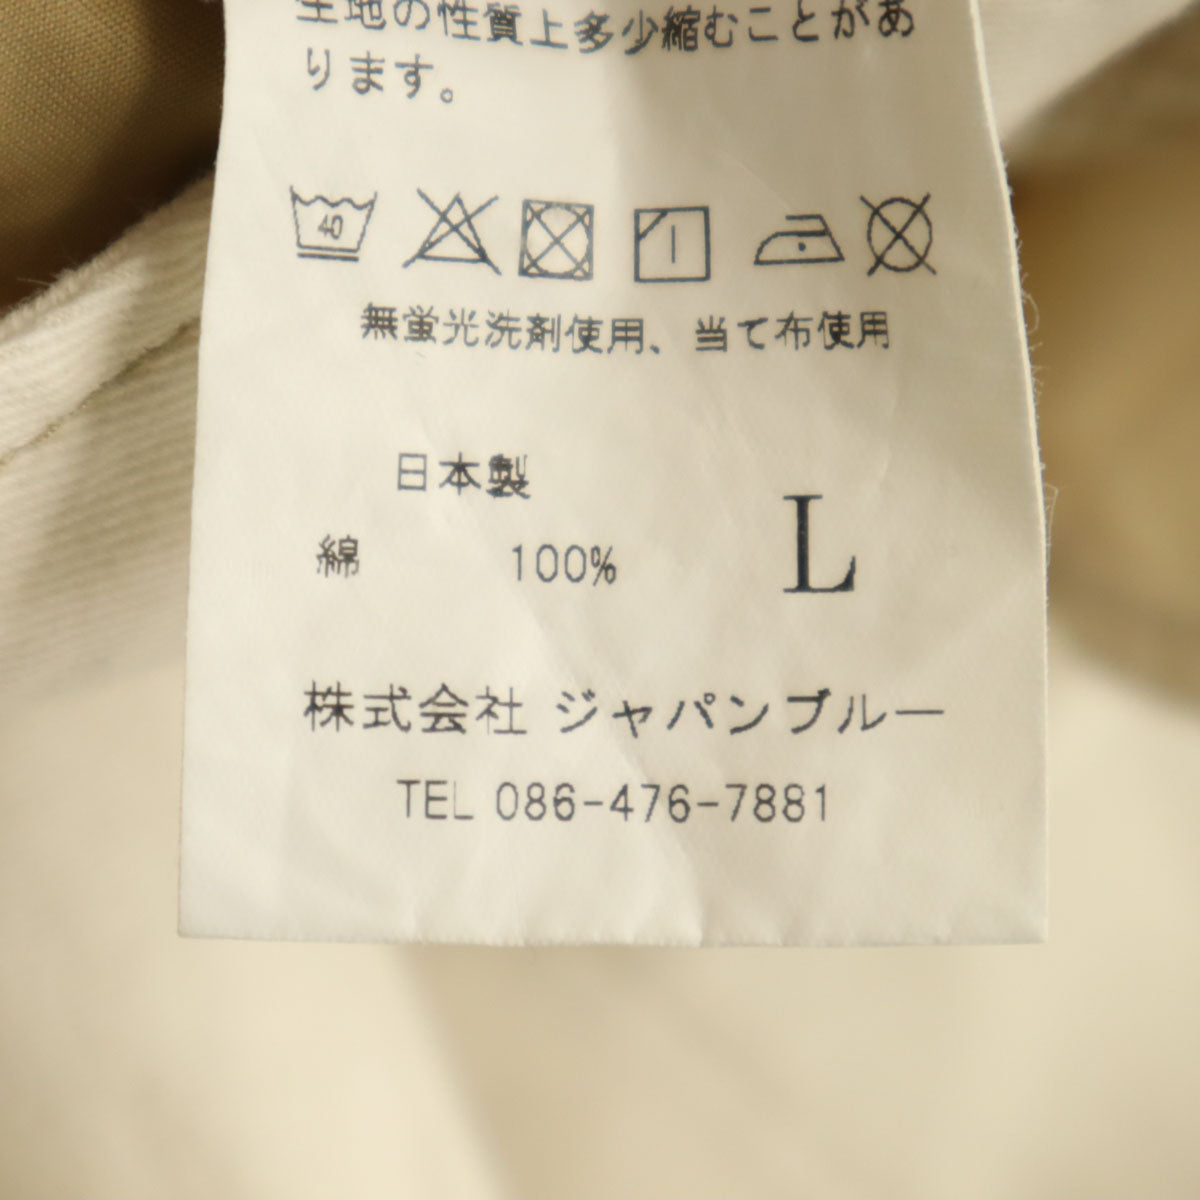 生地の性質上多少縮むことがあ
ります。
40
無蛍光洗剤使用、当て布使用
日本製
綿 100% L
株式会社 ジャパンブルー
TEL 086-476-7881